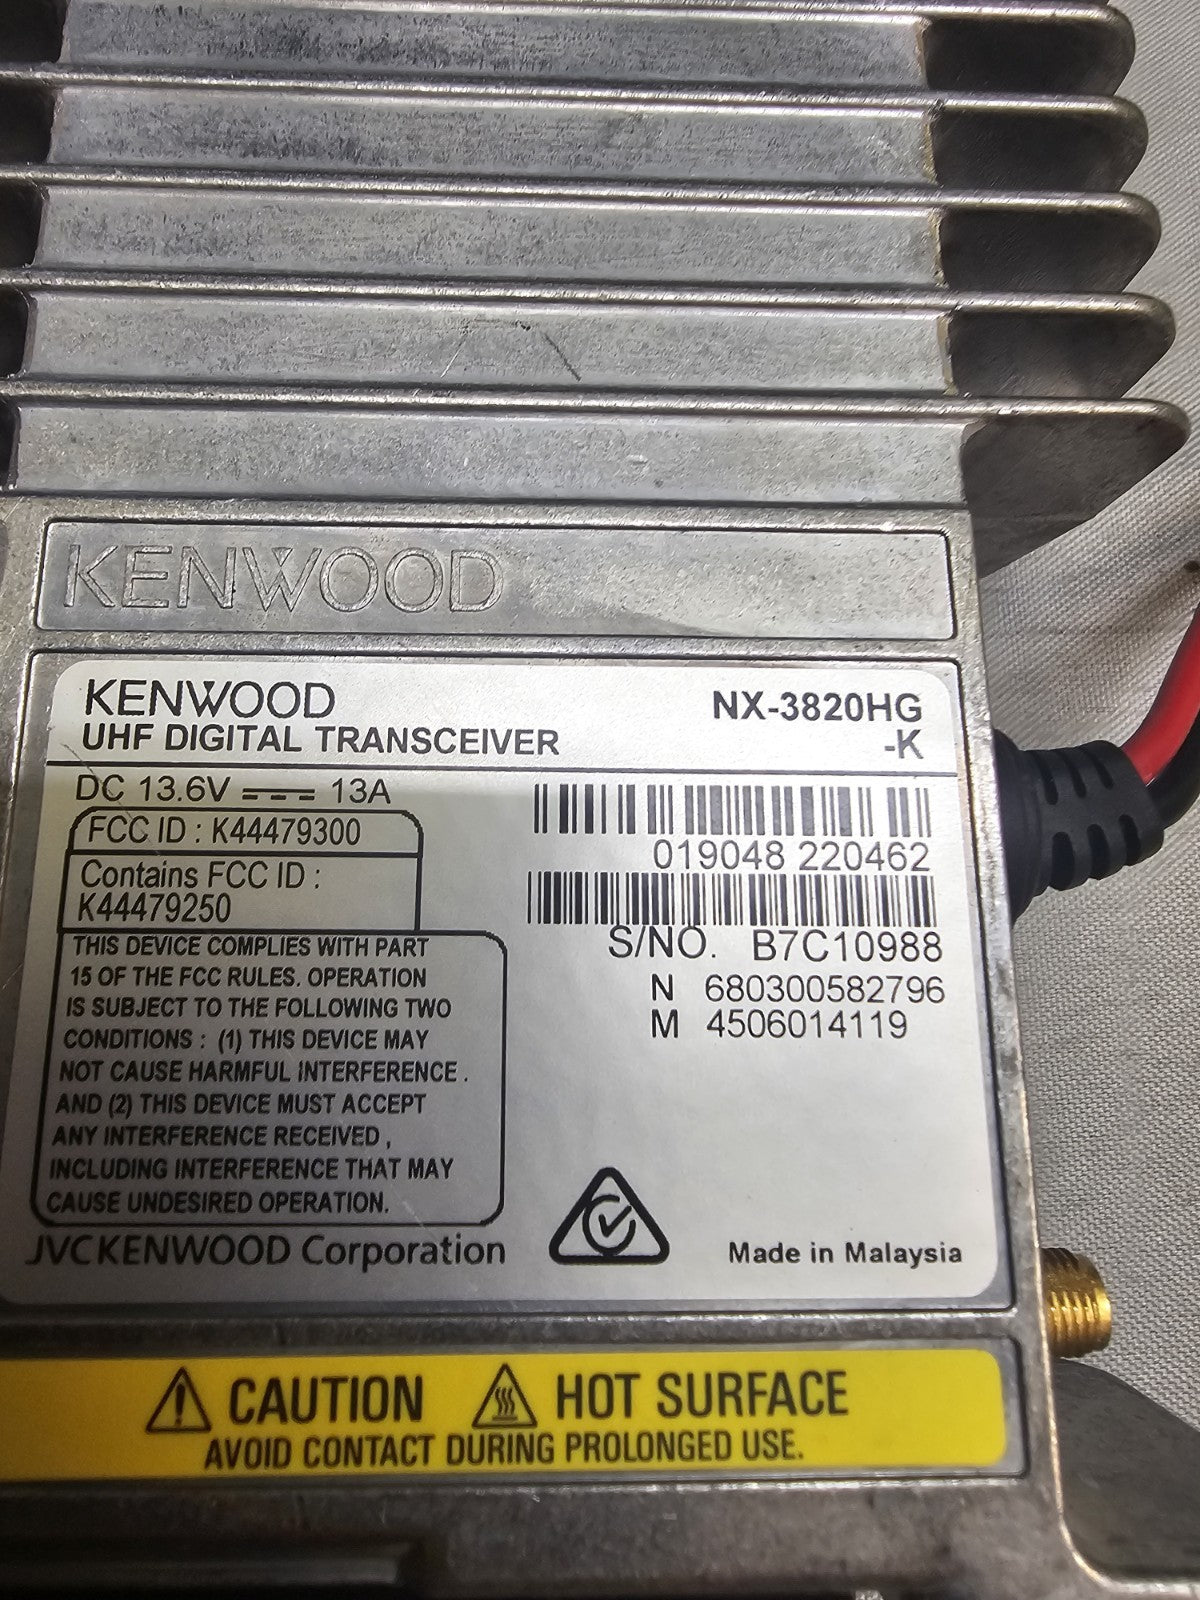 KENWOOD
KENWOOD
UHF DIGITAL TRANSCEIVER
NX-3820HG
-K
DC 13.6V 13A
FCC ID : K44479300
Contains FCC ID :
K44479250
THIS DEVICE COMPLIES WITH PART
15 OF THE FCC RULES. OPERATION
IS SUBJECT TO THE FOLLOWING TWO
CONDITIONS : (1) THIS DEVICE MAY
NOT CAUSE HARMFUL INTERFERENCE .
AND (2) THIS DEVICE MUST ACCEPT
ANY INTERFERENCE RECEIVED ,
INCLUDING INTERFERENCE THAT MAY
CAUSE UNDESIRED OPERATION.
019048 220462
S/NO. B7C10988
N 680300582796
M 4506014119
JVCKENWOOD Corporation
Made in Malaysia
CAUTION HOT SURFACE
AVOID CONTACT DURING PROLONGED USE.